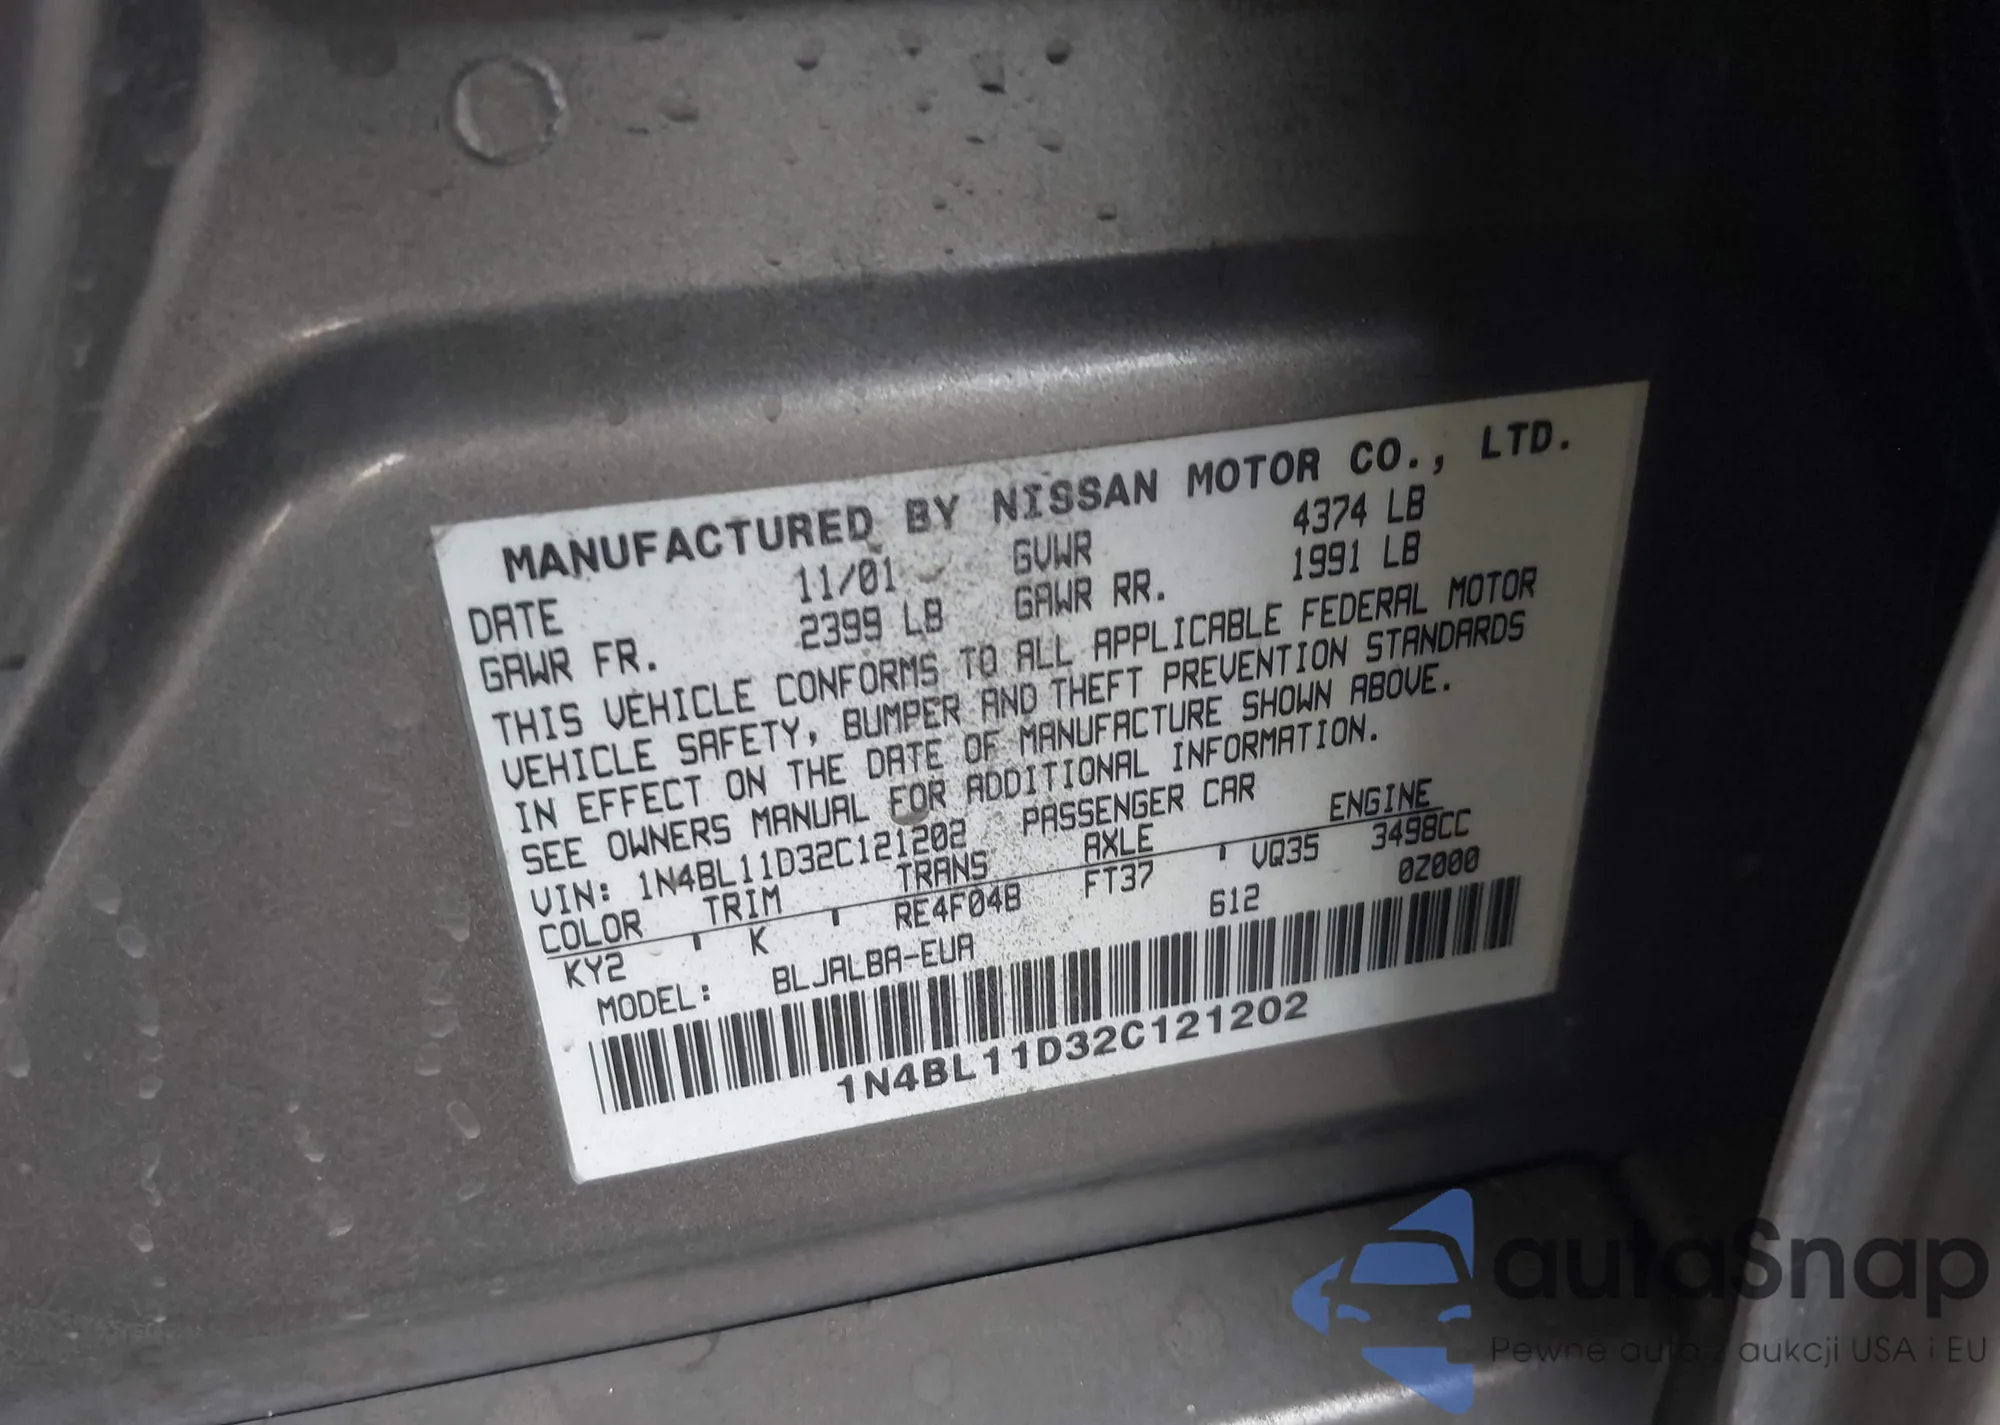 MANUFACTURED BY NISSAN MOTOR CO., LTD.
DATE 11/01 GVWR 4374 LB
GAWR FR. 2399 LB GAWR RR. 1991 LB
THIS VEHICLE CONFORMS TO ALL APPLICABLE FEDERAL MOTOR
VEHICLE SAFETY, BUMPER AND THEFT PREVENTION STANDARDS
IN EFFECT ON THE DATE OF MANUFACTURE SHOWN ABOVE.
SEE OWNERS MANUAL FOR ADDITIONAL INFORMATION.
VIN: 1N4BL11D32C121202 PASSENGER CAR
COLOR TRIM TRANS AXLE ENGINE
KY2 K RE4F04B FT37 VQ35 3498CC
MODEL: BLJALBA-EUA 612 0Z000
1N4BL11D32C121202
autaSnap
Pewne auta z aukcji USA i EU